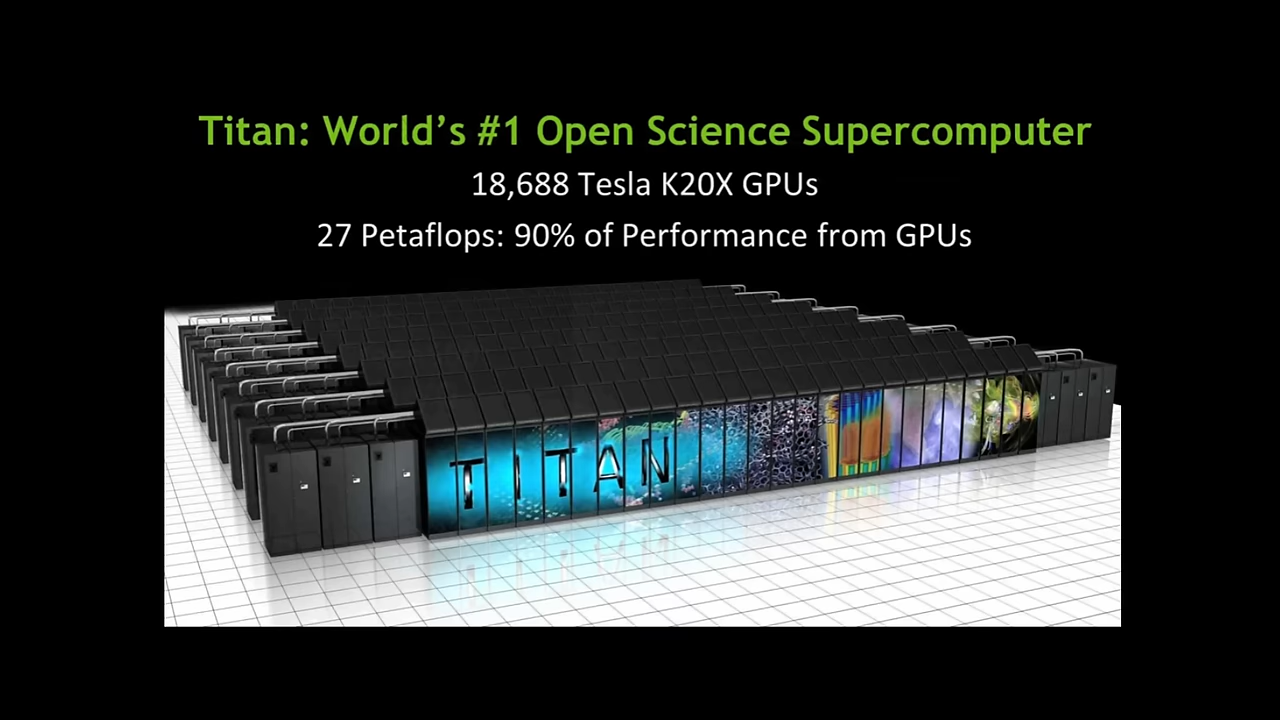 Titan: World's #1 Open Science Supercomputer
18,688 Tesla K20X GPUs
27 Petaflops: 90% of Performance from GPUs
TITAN